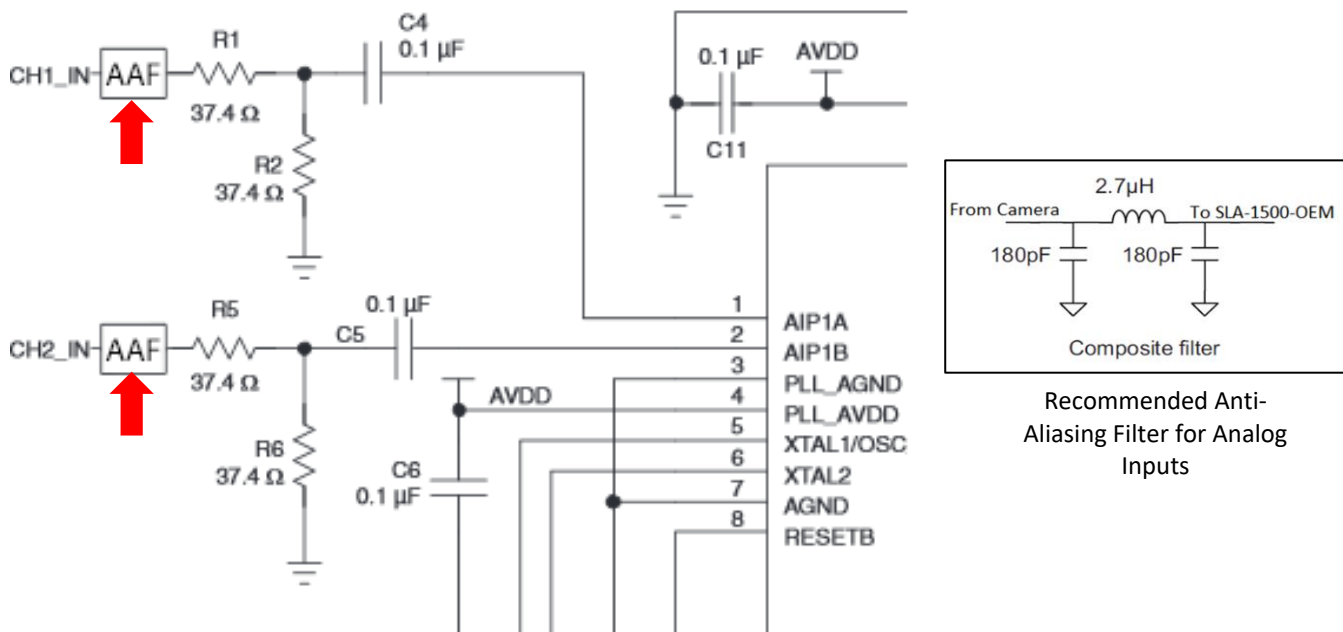 C4
0.1 µF
R1
CH1_IN
AAF
37.4 Ω
R2
37.4 Ω
0.1 µF
AVDD
C11
R5
0.1 µF
C5
CH2_IN
AAF
37.4 Ω
R6
37.4 Ω
AVDD
C6
0.1 µF
1
AIP1A
2
AIP1B
3
PLL_AGND
4
PLL_AVDD
5
XTAL1/OSC
6
XTAL2
7
AGND
8
RESETB
2.7µH
From Camera
To SLA-1500-OEM
180pF
180pF
Composite filter
Recommended Anti-
Aliasing Filter for Analog
Inputs